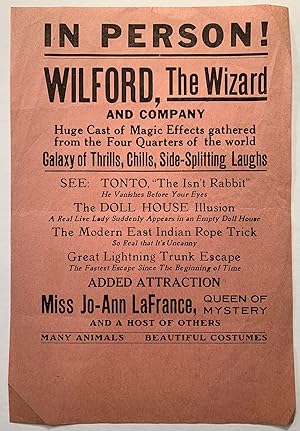 IN PERSON!
WILFORD, The Wizard
AND COMPANY
Huge Cast of Magic Effects gathered
from the Four Quarters of the world
Galaxy of Thrills, Chills, Side-Splitting Laughs
SEE: TONTO, "The Isn't Rabbit"
He Vanishes Before Your Eyes
The DOLL HOUSE Illusion
A Real Live Lady Suddenly Appears in an Empty Doll House
The Modern East Indian Rope Trick
So Real that It's Uncanny
Great Lightning Trunk Escape
The Fastest Escape Since The Beginning of Time
ADDED ATTRACTION
Miss Jo-Ann LaFrance, QUEEN OF MYSTERY
AND A HOST OF OTHERS
MANY ANIMALS BEAUTIFUL COSTUMES